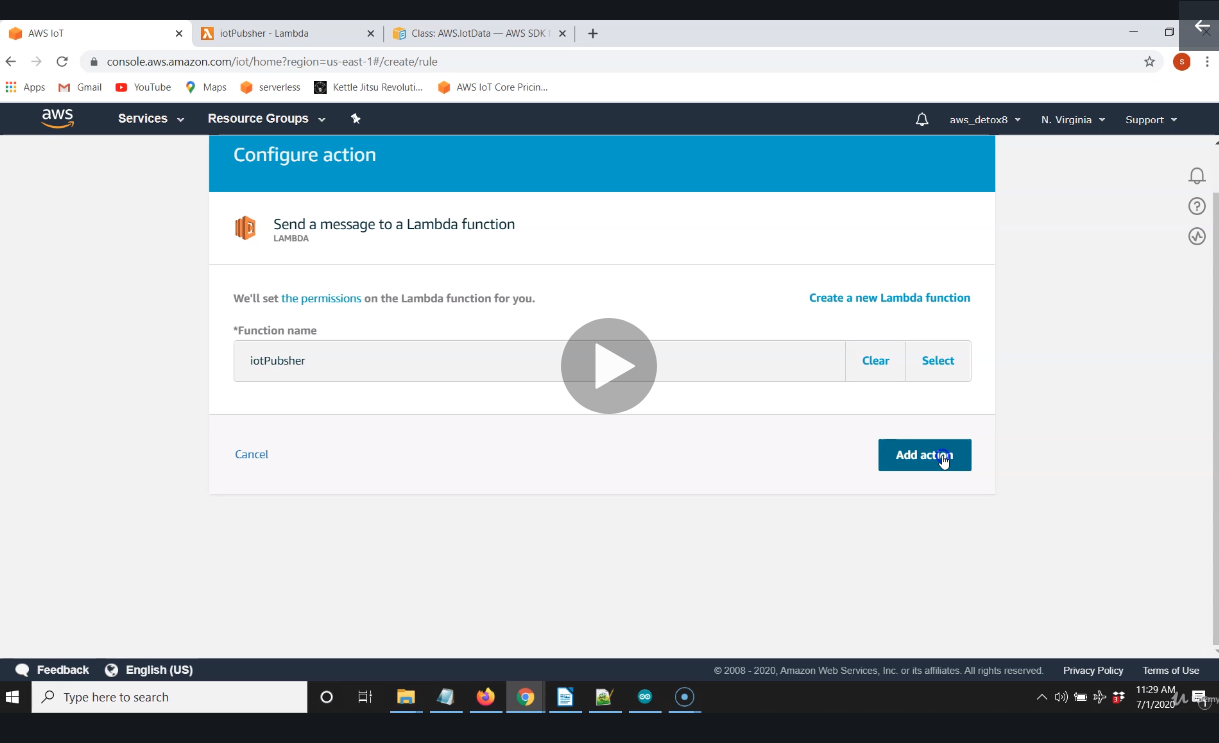 AWS IoT
iotPubsher - Lambda
Class: AWS.IotData — AWS SDK
console.aws.amazon.com/iot/home?region=us-east-1#/create/rule
S
Apps Gmail YouTube Maps serverless Kettle Jitsu Revoluti... AWS IoT Core Pricin...
aws Services Resource Groups aws_detox8 N. Virginia Support
Configure action
Send a message to a Lambda function
LAMBDA
We'll set the permissions on the Lambda function for you. Create a new Lambda function
*Function name
iotPubsher Clear Select
Cancel Add action
Feedback English (US) © 2008 - 2020, Amazon Web Services, Inc. or its affiliates. All rights reserved. Privacy Policy Terms of Use
Type here to search
11:29 AM
7/1/2020